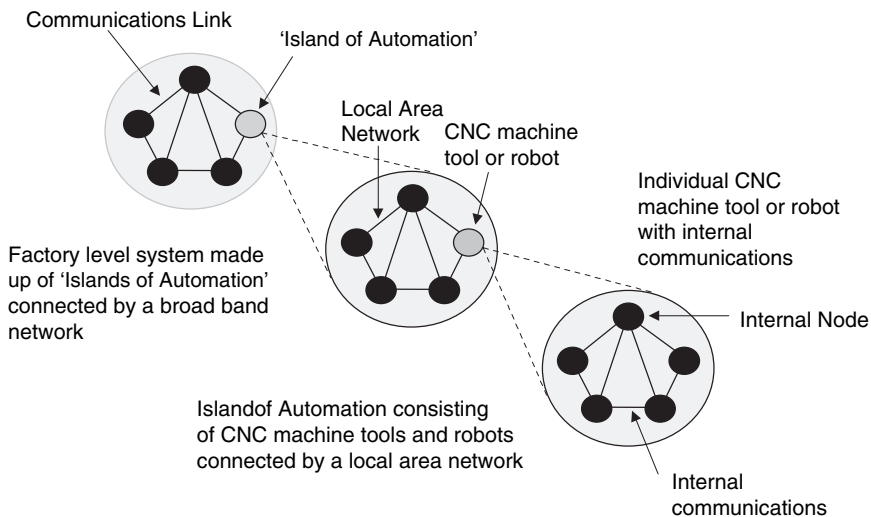 Communications Link
‘Island of Automation’
Local Area
Network
CNC machine
tool or robot
Individual CNC
machine tool or robot
with internal
communications
Factory level system made
up of ‘Islands of Automation’
connected by a broad band
network
Internal Node
Islandof Automation consisting
of CNC machine tools and robots
connected by a local area network
Internal
communications